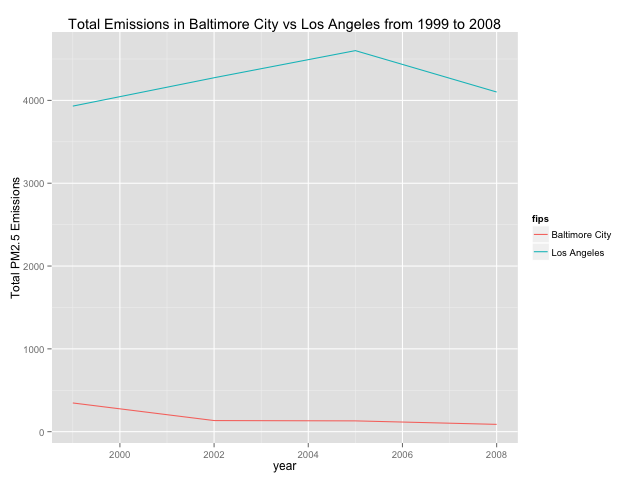 Total Emissions in Baltimore City vs Los Angeles from 1999 to 2008
Total PM2.5 Emissions
4000
3000
2000
1000
0
2000 2002 2004 2006 2008
year
fips
Baltimore City
Los Angeles